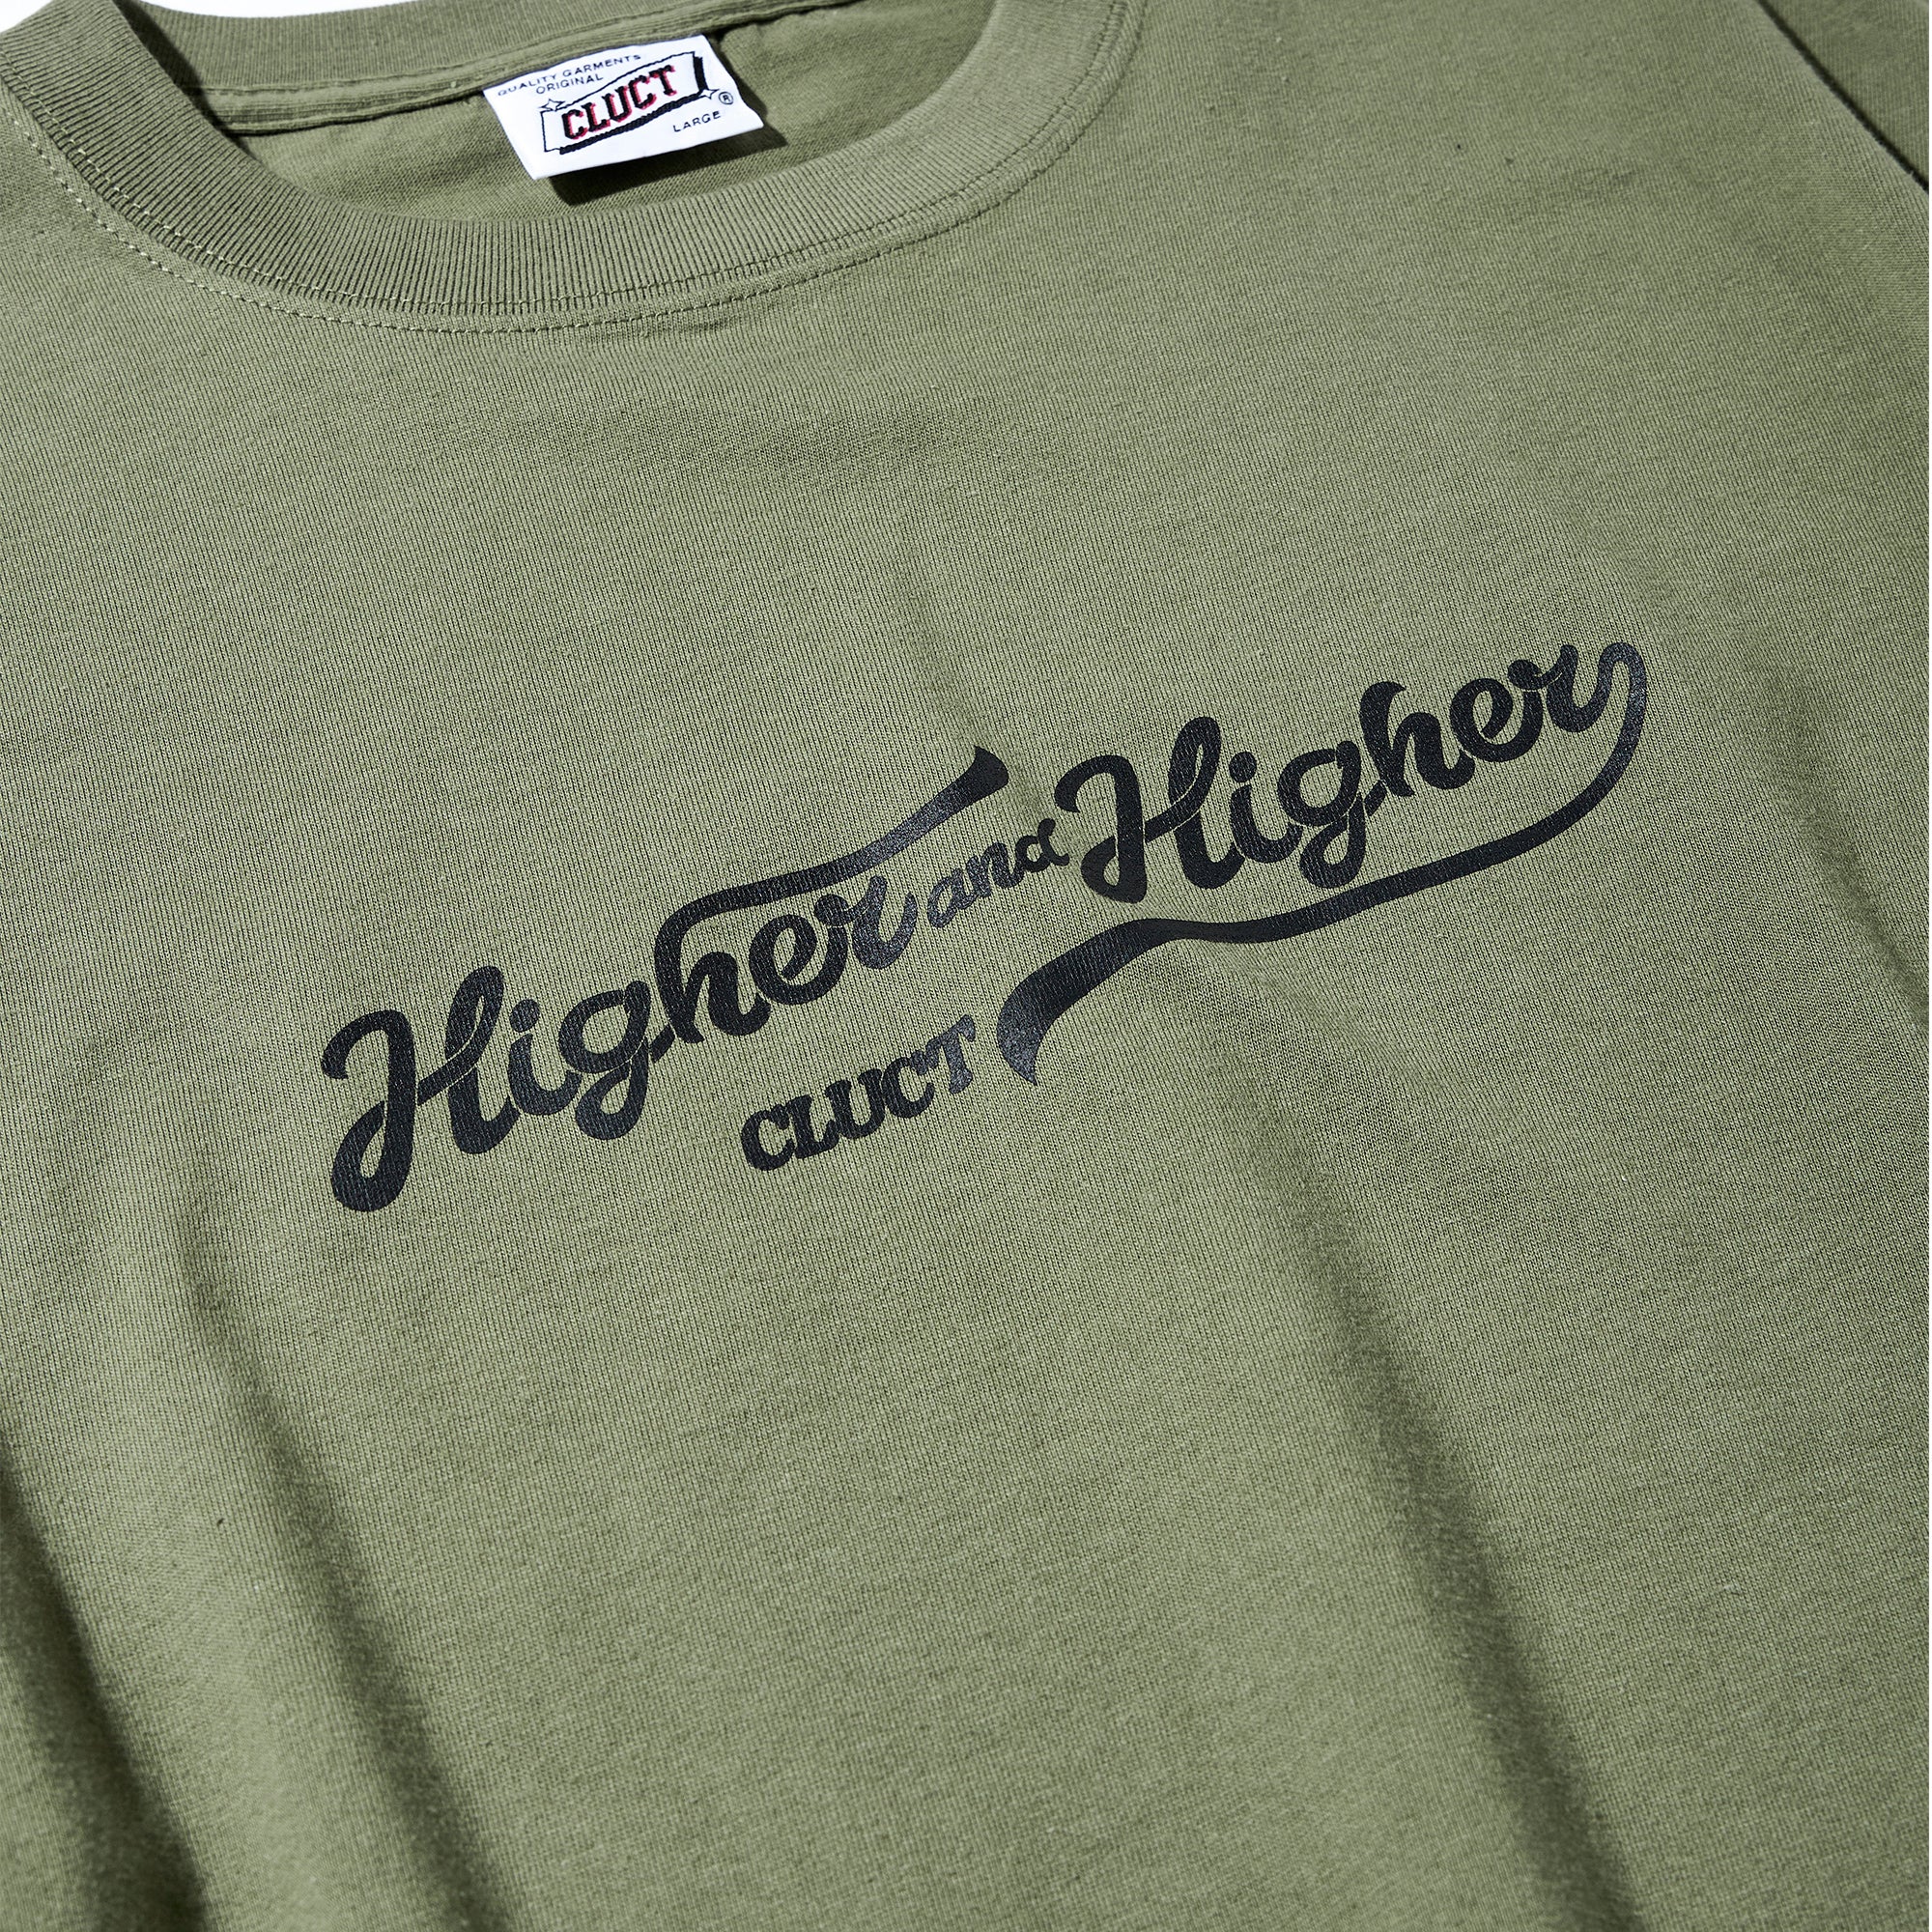 QUALITY GARMENTS
ORIGINAL
CLUCT
®
LARGE
Higher and Higher
CLUCT